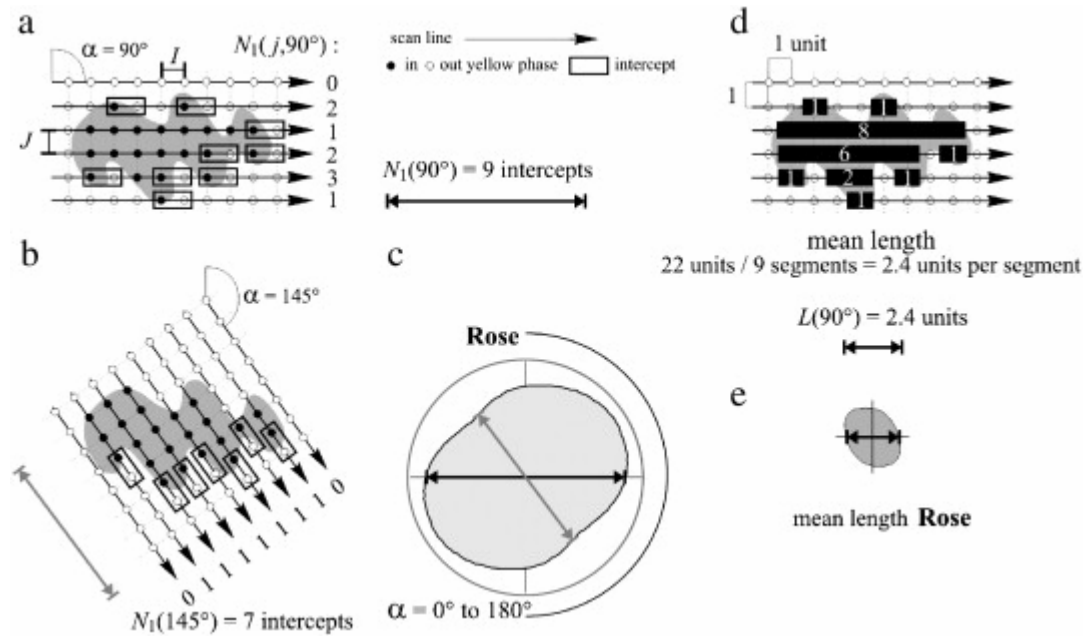 a
α = 90°
I
N₁(j,90°) :
0
2
1
2
3
1
J
scan line
in out yellow phase intercept
N₁(90°) = 9 intercepts
d
1 unit
1
1 1
8
6 1
1 2 1
1
mean length
22 units / 9 segments = 2.4 units per segment
L(90°) = 2.4 units
b
α = 145°
0 1 1 1 1 1 1 1 0
N₁(145°) = 7 intercepts
c
Rose
α = 0° to 180°
e
mean length Rose